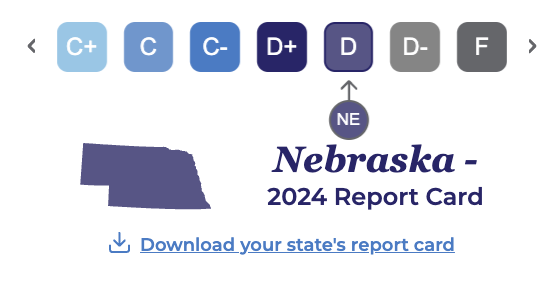 C+ C C- D+ D D- F
NE
Nebraska -
2024 Report Card
Download your state's report card